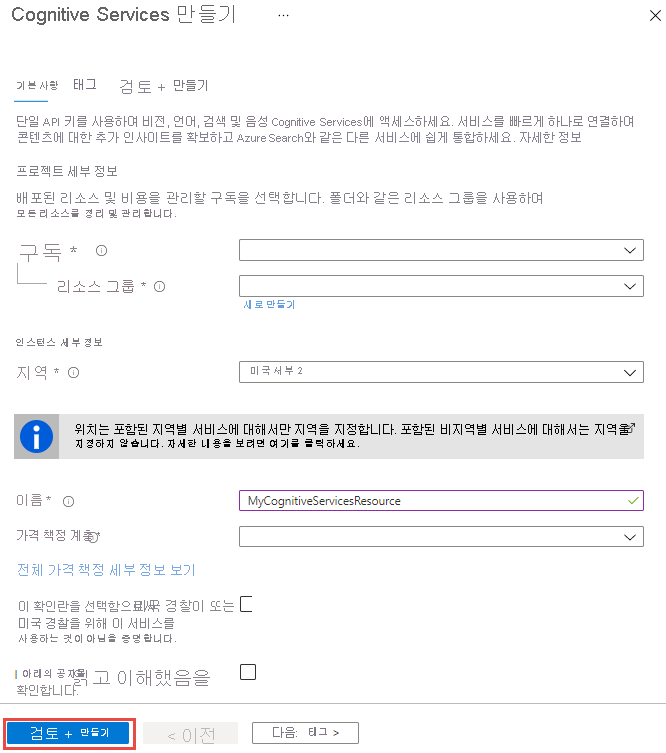 Cognitive Services 만들기 ...
기본 사항 태그 검토 + 만들기
단일 API 키를 사용하여 비전, 언어, 검색 및 음성 Cognitive Services에 액세스하세요. 서비스를 빠르게 하나로 연결하여
콘텐츠에 대한 추가 인사이트를 확보하고 Azure Search와 같은 다른 서비스에 쉽게 통합하세요. 자세한 정보
프로젝트 세부 정보
배포된 리소스 및 비용을 관리할 구독을 선택합니다. 폴더와 같은 리소스 그룹을 사용하여
모든 리소스를 정리 및 관리합니다.
구독 *
리소스 그룹 *
새로 만들기
인스턴스 세부 정보
지역 * 미국 서부 2
위치는 포함된 지역별 서비스에 대해서만 지역을 지정합니다. 포함된 비지역별 서비스에 대해서는 지역을
지정하지 않습니다. 자세한 내용을 보려면 여기를 클릭하세요.
이름 * MyCognitiveServicesResource
가격 책정 계층 *
전체 가격 책정 세부 정보 보기
이 확인란을 선택함으로써 경찰이 또는
미국 경찰을 위해 이 서비스를
사용하는 것이 아님을 증명합니다.
아래의 공지를 읽고 이해했음을
확인합니다.
검토 + 만들기 < 이전 다음: 태그 >